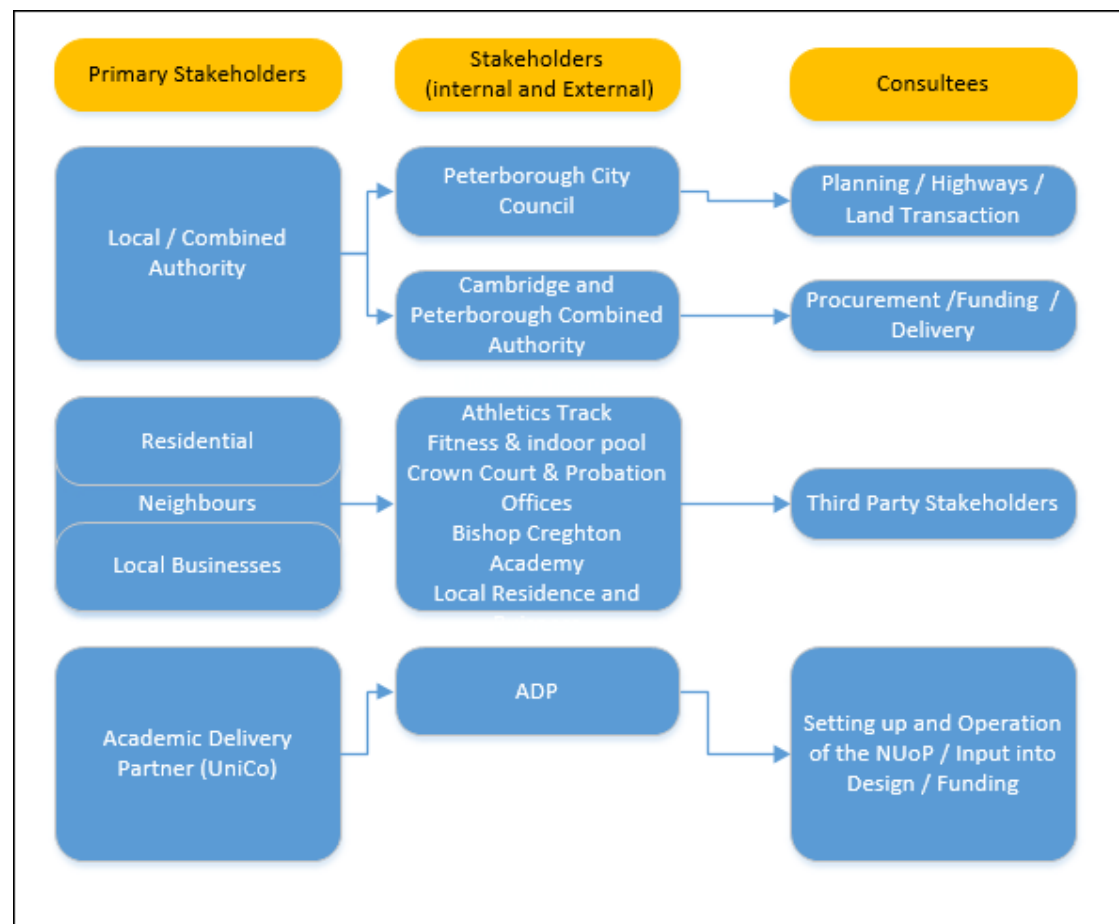 Primary Stakeholders
Stakeholders
(internal and External)
Consultees
Local / Combined
Authority
Peterborough City
Council
Planning / Highways /
Land Transaction
Cambridge and
Peterborough Combined
Authority
Procurement /Funding /
Delivery
Residential
Neighbours
Local Businesses
Athletics Track
Fitness & indoor pool
Crown Court & Probation
Offices
Bishop Creghton
Academy
Local Residence and
Third Party Stakeholders
Academic Delivery
Partner (UniCo)
ADP
Setting up and Operation
of the NUoP / Input into
Design / Funding